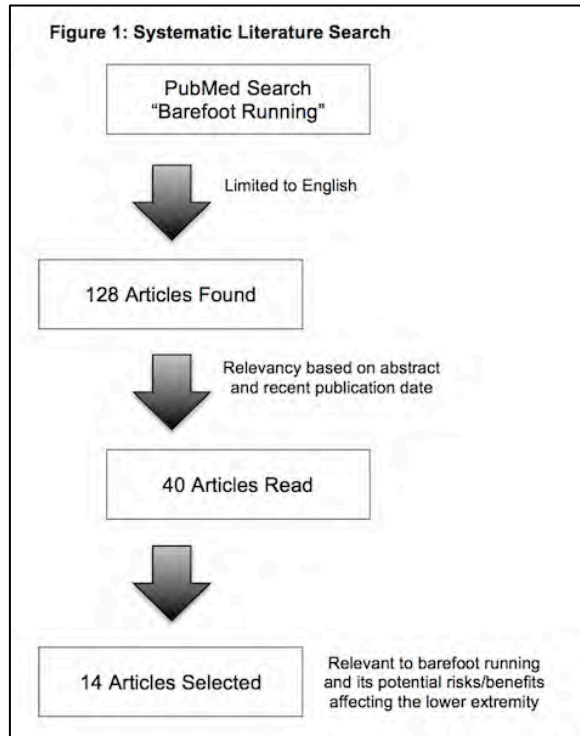 Figure 1: Systematic Literature Search
PubMed Search
“Barefoot Running”
Limited to English
128 Articles Found
Relevancy based on abstract
and recent publication date
40 Articles Read
14 Articles Selected
Relevant to barefoot running
and its potential risks/benefits
affecting the lower extremity